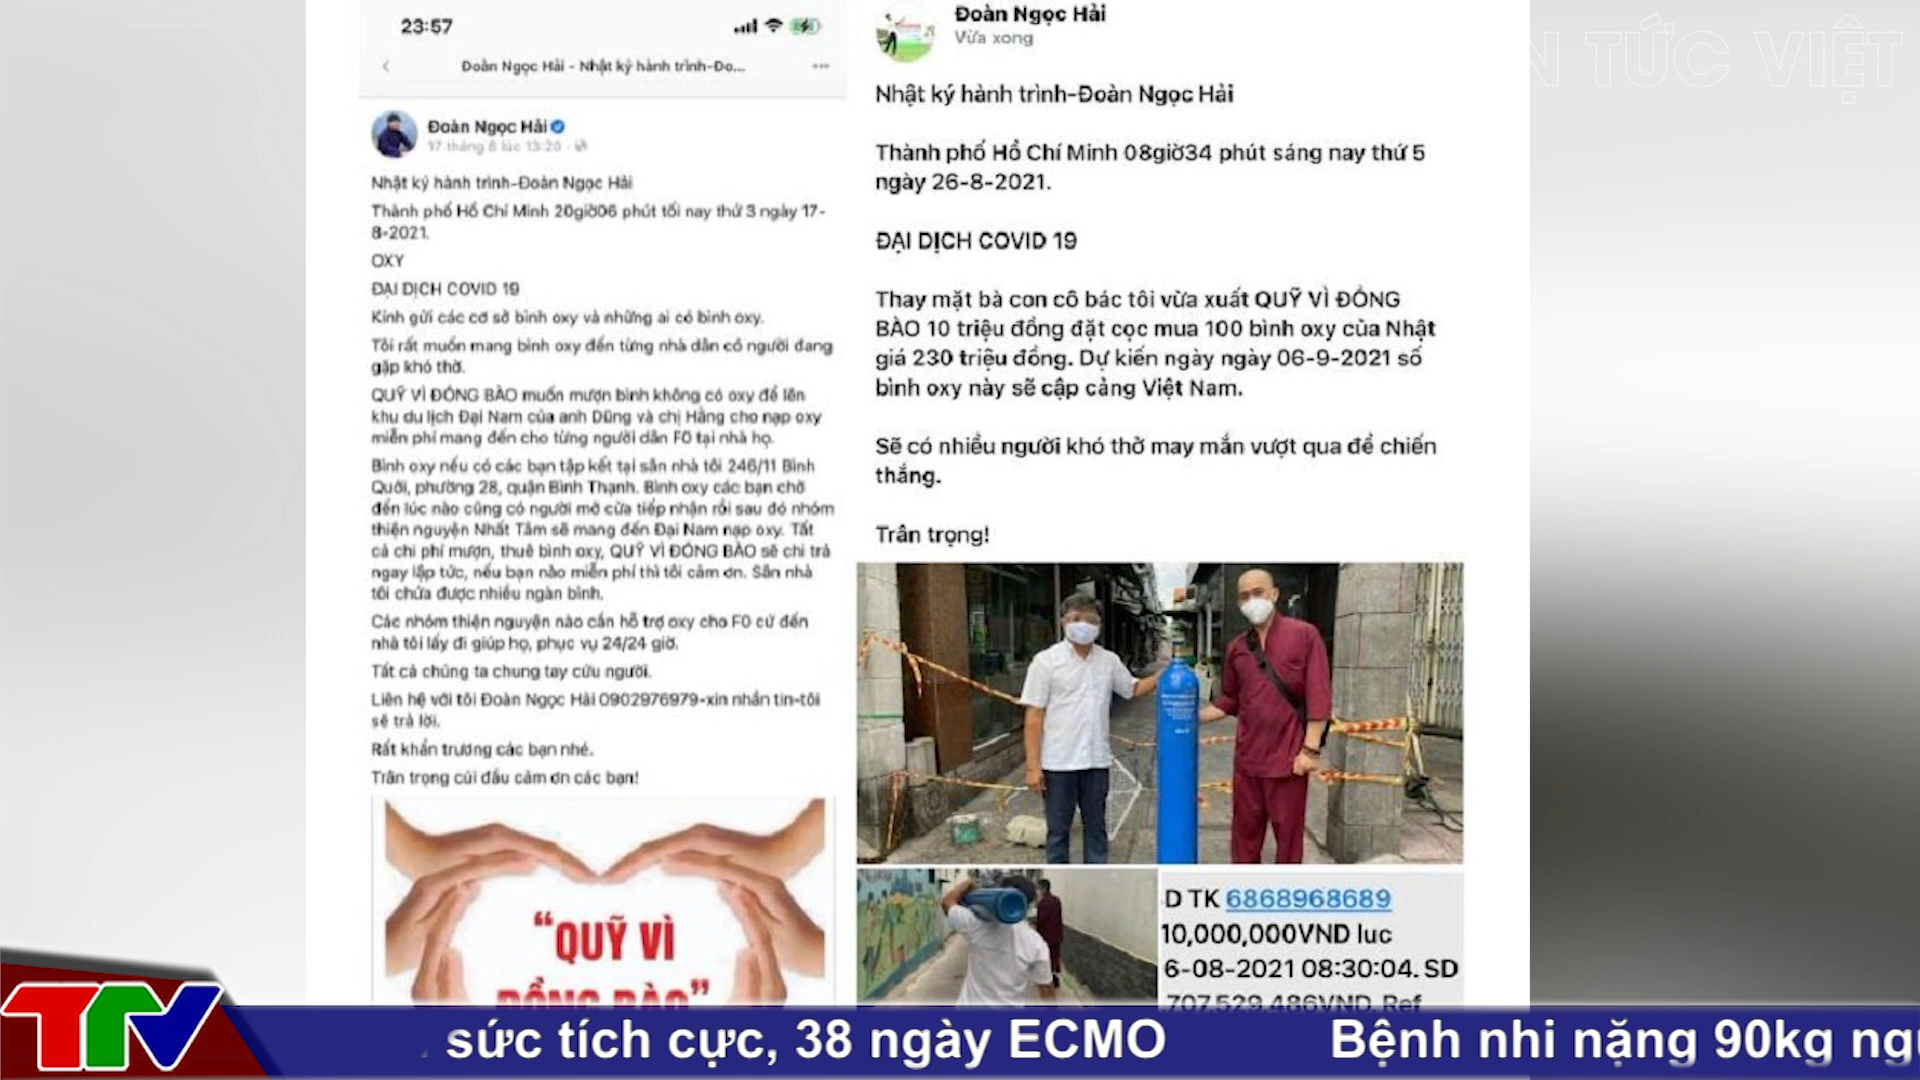 23:57
Đoàn Ngọc Hải - Nhật ký hành trình-Đo...
Đoàn Ngọc Hải
17 tháng 8 lúc 13:20
Nhật ký hành trình-Đoàn Ngọc Hải
Thành phố Hồ Chí Minh 20giờ06 phút tối nay thứ 3 ngày 17-
8-2021.
OXY
ĐẠI DỊCH COVID 19
Kính gửi các cơ sở bình oxy và những ai có bình oxy.
Tôi rất muốn mang bình oxy đến từng nhà dân có người đang
gặp khó thở.
QUỸ VÌ ĐỒNG BÀO muốn mượn bình không có oxy để lên
khu du lịch Đại Nam của anh Dũng và chị Hằng cho nạp oxy
miễn phí mang đến cho từng người dân F0 tại nhà họ.
Bình oxy nếu có các bạn tập kết tại sân nhà tôi 246/11 Bình
Quới, phường 28, quận Bình Thạnh. Bình oxy các bạn chở
đến lúc nào cũng có người mở cửa tiếp nhận rồi sau đó nhóm
thiện nguyện Nhất Tâm sẽ mang đến Đại Nam nạp oxy. Tất
cả chi phí mượn, thuê bình oxy, QUỸ VÌ ĐỒNG BÀO sẽ chi trả
ngay lập tức, nếu bạn nào miễn phí thì tôi cảm ơn. Sân nhà
tôi chứa được nhiều ngàn bình.
Các nhóm thiện nguyện nào cần hỗ trợ oxy cho F0 cứ đến
nhà tôi lấy đi giúp họ, phục vụ 24/24 giờ.
Tất cả chúng ta chung tay cứu người.
Liên hệ với tôi Đoàn Ngọc Hải 0902976979-xin nhắn tin-tôi
sẽ trả lời.
Rất khẩn trương các bạn nhé.
Trân trọng cúi đầu cảm ơn các bạn!
“QUỸ VÌ
ĐỒNG BÀO”
Đoàn Ngọc Hải
Vừa xong
Nhật ký hành trình-Đoàn Ngọc Hải
Thành phố Hồ Chí Minh 08giờ34 phút sáng nay thứ 5
ngày 26-8-2021.
ĐẠI DỊCH COVID 19
Thay mặt bà con cô bác tôi vừa xuất QUỸ VÌ ĐỒNG
BÀO 10 triệu đồng đặt cọc mua 100 bình oxy của Nhật
giá 230 triệu đồng. Dự kiến ngày ngày 06-9-2021 số
bình oxy này sẽ cập cảng Việt Nam.
Sẽ có nhiều người khó thở may mắn vượt qua để chiến
thắng.
Trân trọng!
D TK 6868968689
10,000,000VND luc
6-08-2021 08:30:04. SD
707,529,486VND. Ref
N TỨC VIỆT
TTV
sức tích cực, 38 ngày ECMO
Bệnh nhi nặng 90kg ngu